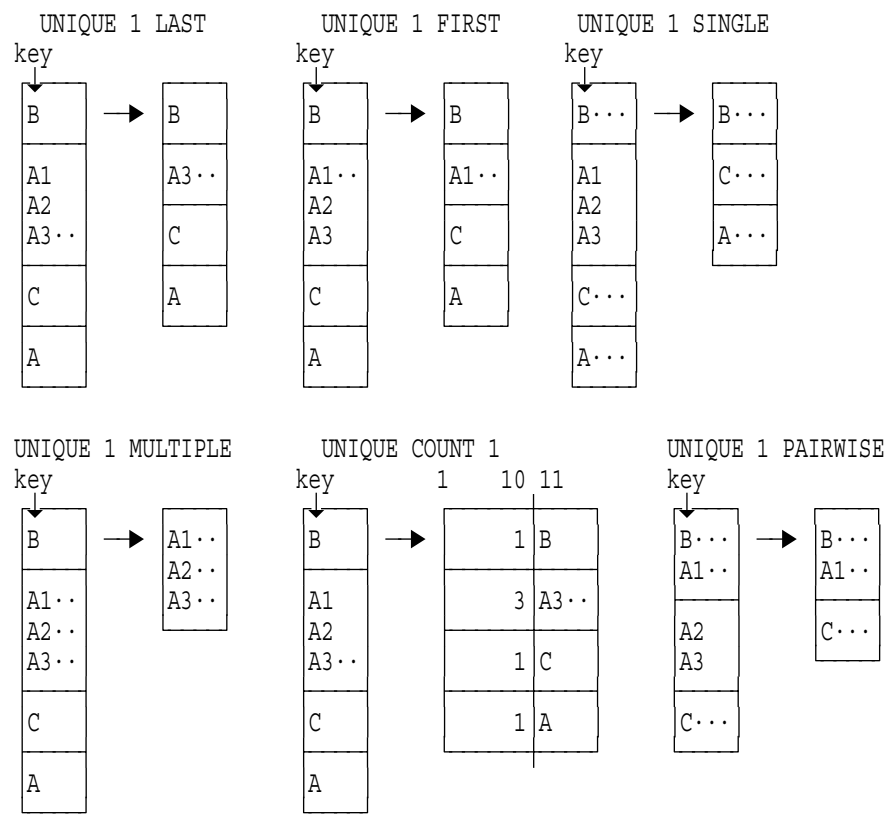 UNIQUE 1 LAST
key
B
A1
A2
A3··
C
A
B
A3··
C
A
UNIQUE 1 FIRST
key
B
A1··
A2
A3
C
A
B
A1··
C
A
UNIQUE 1 SINGLE
key
B···
A1
A2
A3
C···
A···
B···
C···
A···
UNIQUE 1 MULTIPLE
key
B
A1··
A2··
A3··
C
A
A1··
A2··
A3··
UNIQUE COUNT 1
key
B
A1
A2
A3··
C
A
1 10 11
1 B
3 A3··
1 C
1 A
UNIQUE 1 PAIRWISE
key
B···
A1··
A2
A3
C···
B···
A1··
C···